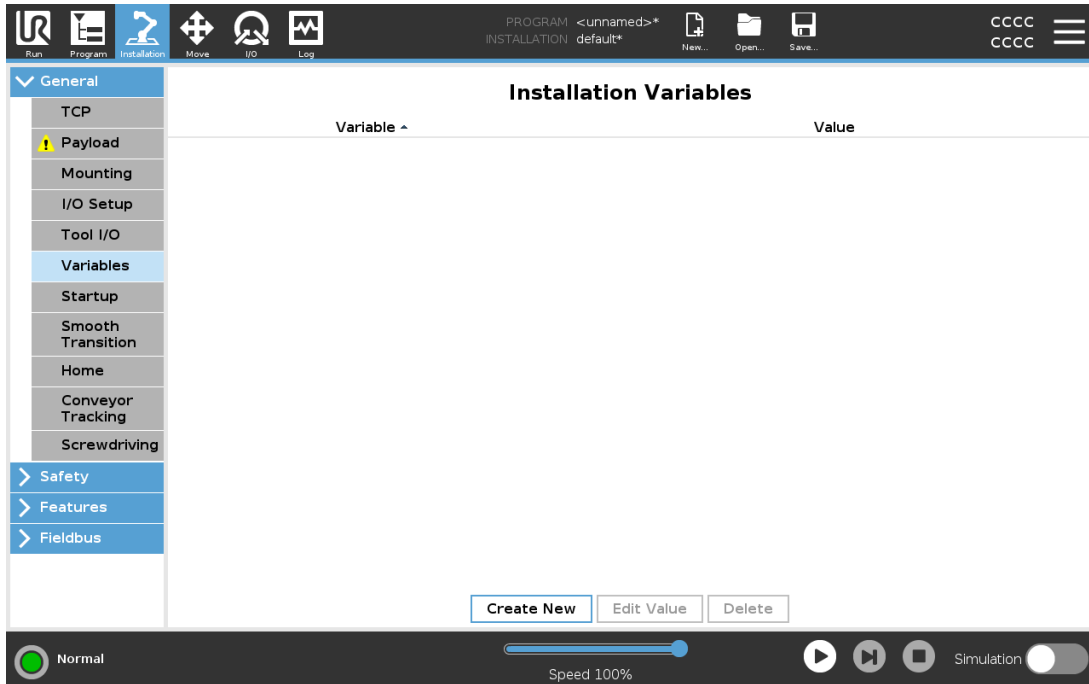 UR
Run
Program
Installation
Move
I/O
Log
PROGRAM <unnamed>*
INSTALLATION default*
New...
Open...
Save...
CCCC
CCCC
General
TCP
Payload
Mounting
I/O Setup
Tool I/O
Variables
Startup
Smooth
Transition
Home
Conveyor
Tracking
Screwdriving
Safety
Features
Fieldbus
Installation Variables
Variable Value
Create New Edit Value Delete
Normal
Speed 100%
Simulation